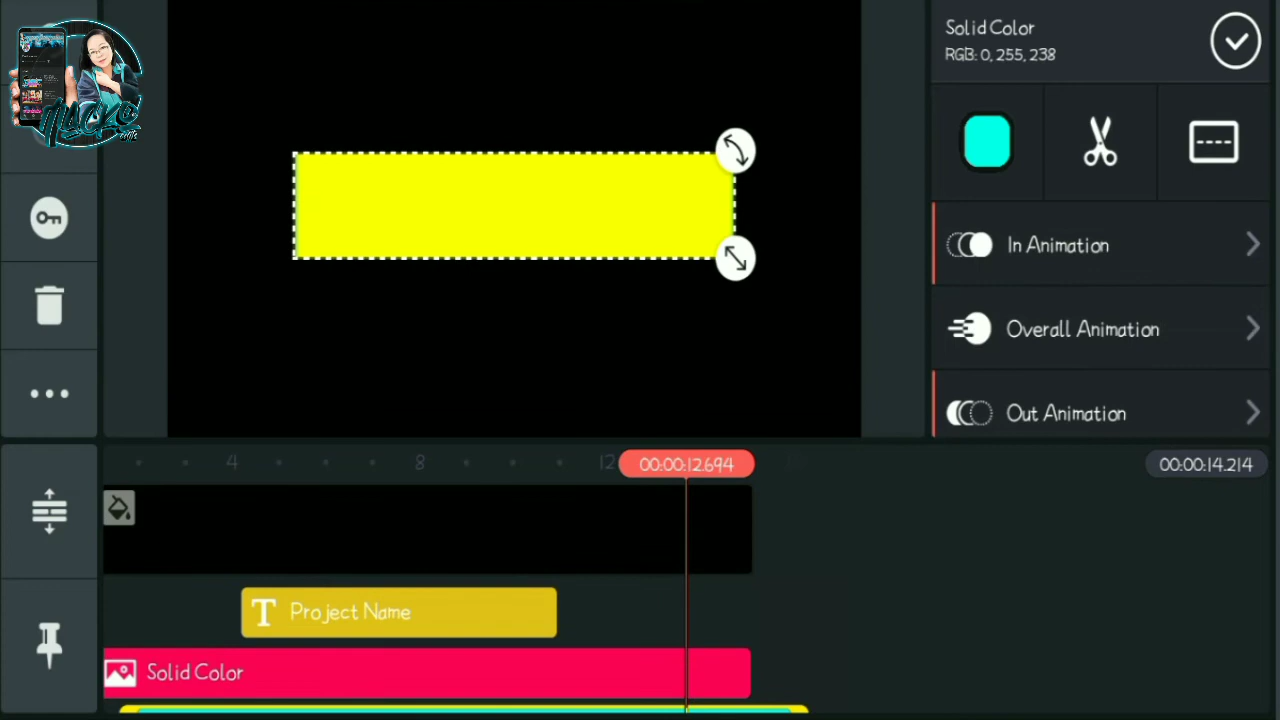 MACKY
Solid Color
RGB: 0, 255, 238
In Animation
Overall Animation
Out Animation
4
8
12
00:00:12.694
00:00:14.214
T Project Name
Solid Color